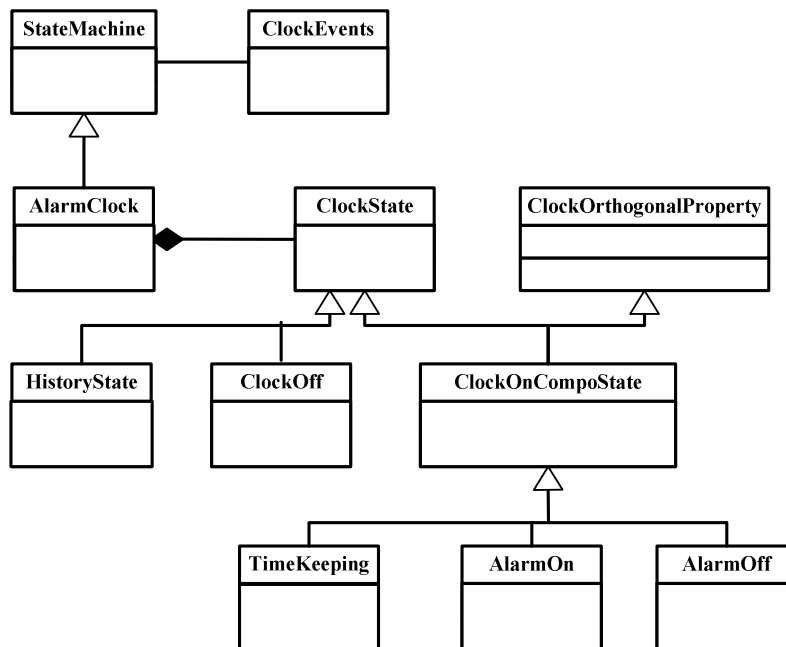 StateMachine
ClockEvents
AlarmClock
ClockState
ClockOrthogonalProperty
HistoryState
ClockOff
ClockOnCompoState
TimeKeeping
AlarmOn
AlarmOff